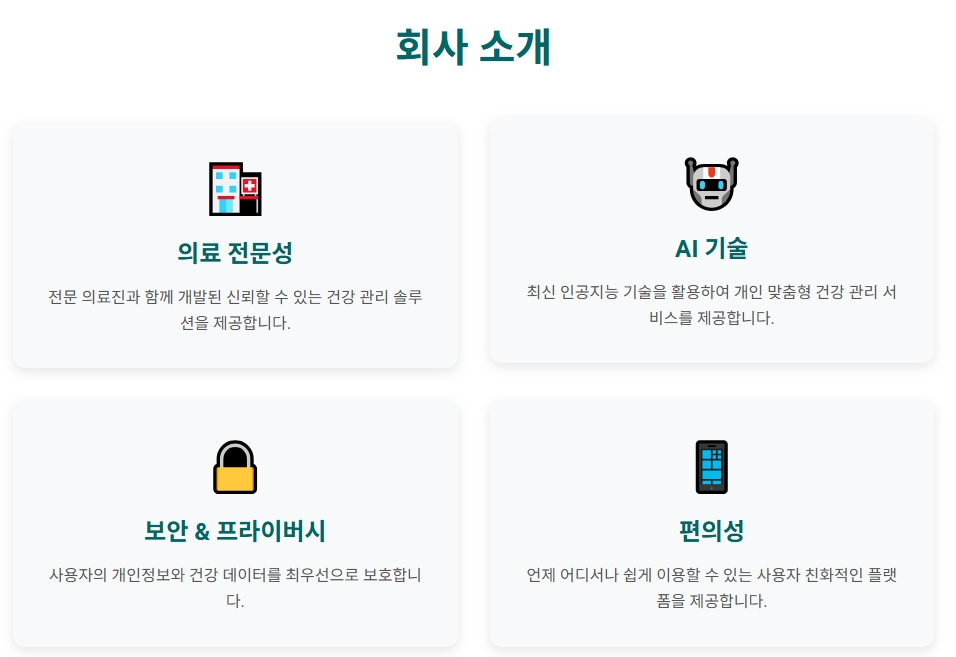 회사 소개
의료 전문성
전문 의료진과 함께 개발된 신뢰할 수 있는 건강 관리 솔루
션을 제공합니다.
AI 기술
최신 인공지능 기술을 활용하여 개인 맞춤형 건강 관리 서
비스를 제공합니다.
보안 & 프라이버시
사용자의 개인정보와 건강 데이터를 최우선으로 보호합니
다.
편의성
언제 어디서나 쉽게 이용할 수 있는 사용자 친화적인 플랫
폼을 제공합니다.